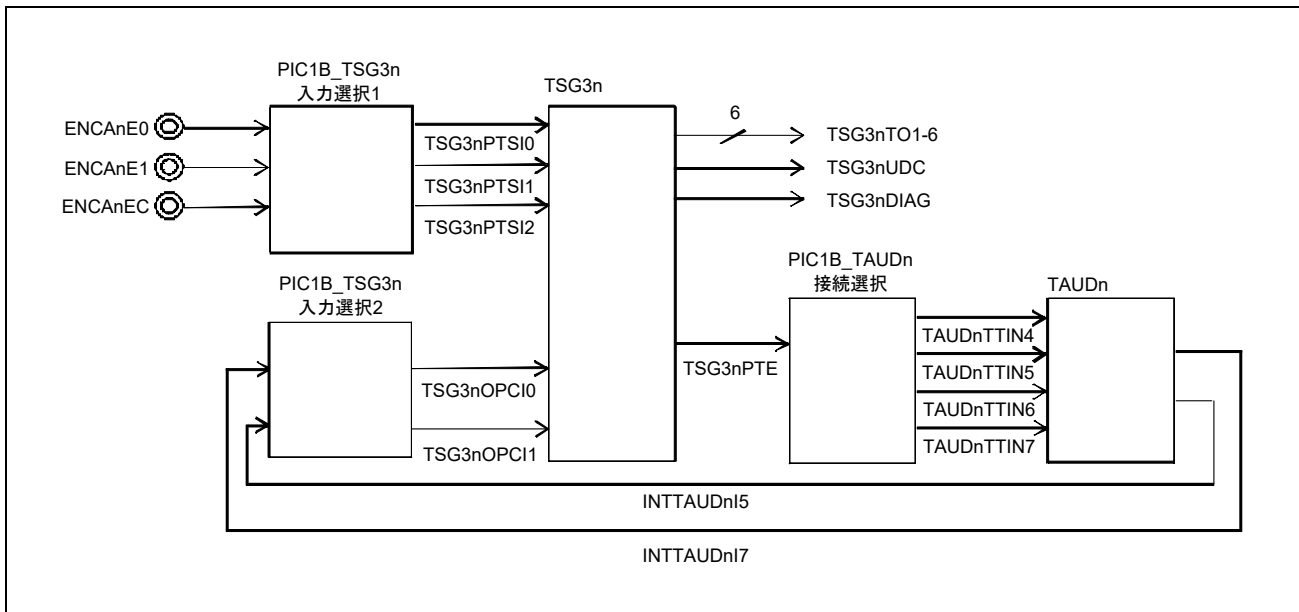 PIC1B_TSG3n
入力選択1
TSG3n
ENCAnE0
ENCAnE1
ENCAnEC
TSG3nPTSI0
TSG3nPTSI1
TSG3nPTSI2
6
TSG3nTO1-6
TSG3nUDC
TSG3nDIAG
PIC1B_TSG3n
入力選択2
TSG3nOPCI0
TSG3nOPCI1
TSG3nPTE
PIC1B_TAUDn
接続選択
TAUDn
TAUDnTTIN4
TAUDnTTIN5
TAUDnTTIN6
TAUDnTTIN7
INTTAUDnI5
INTTAUDnI7